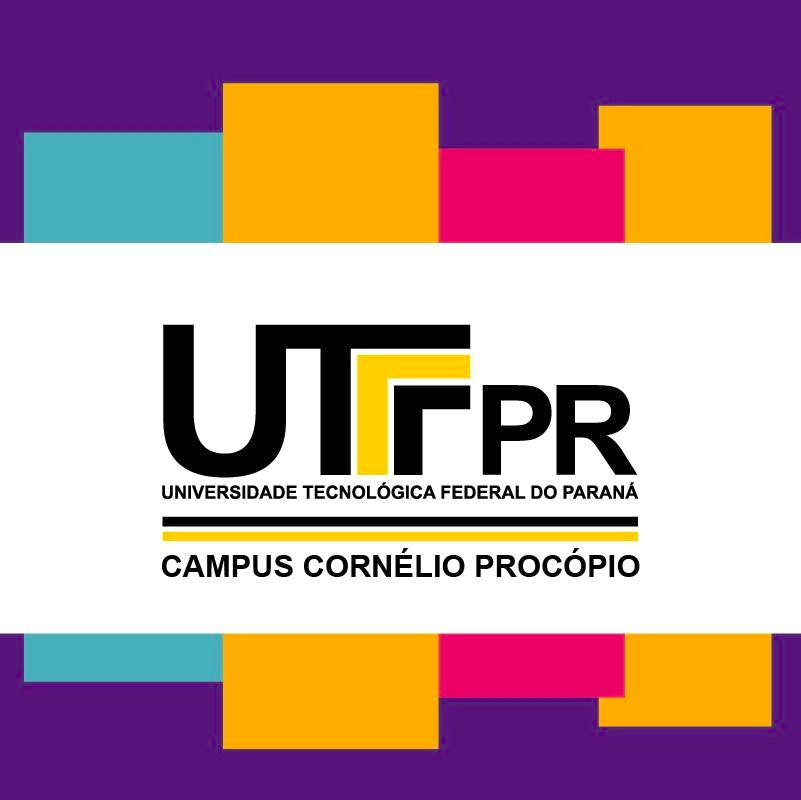 UTFPR
UNIVERSIDADE TECNOLÓGICA FEDERAL DO PARANÁ
CAMPUS CORNÉLIO PROCÓPIO